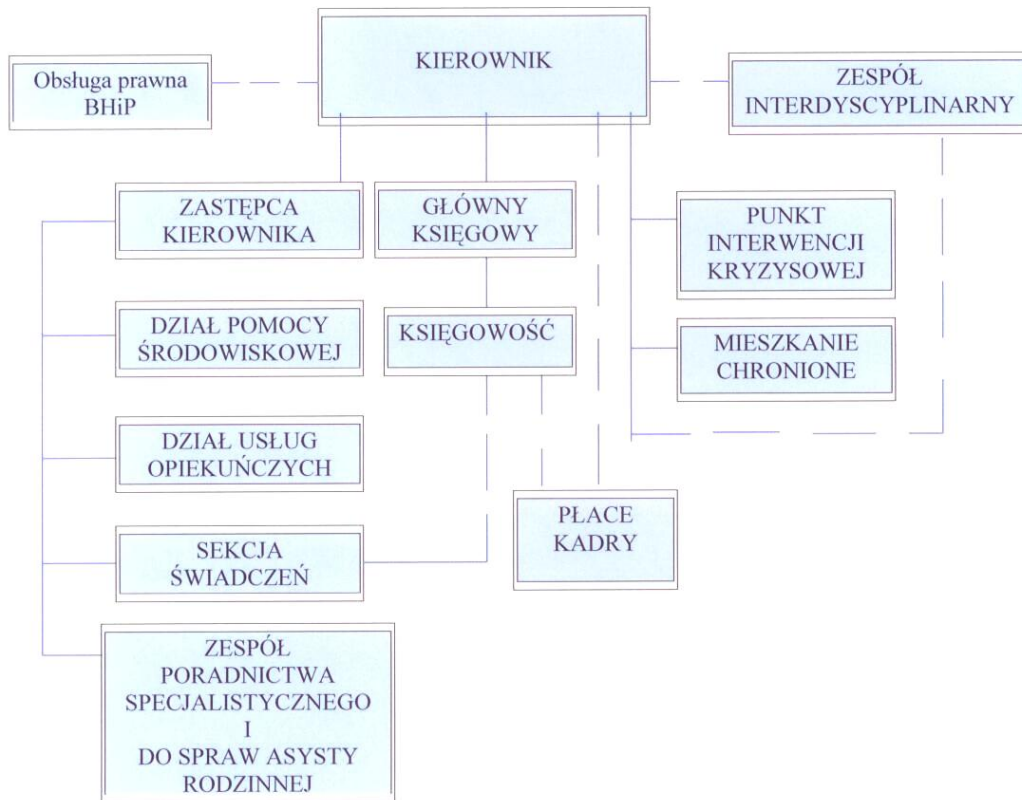 KIEROWNIK
Obsługa prawna
BHiP
ZESPÓŁ
INTERDYSCYPLINARNY
ZASTĘPCA
KIEROWNIKA
GŁÓWNY
KSIĘGOWY
PUNKT
INTERWENCJI
KRYZYSOWEJ
DZIAŁ POMOCY
ŚRODOWISKOWEJ
KSIĘGOWOŚĆ
MIESZKANIE
CHRONIONE
DZIAŁ USŁUG
OPIEKUŃCZYCH
PŁACE
KADRY
SEKCJA
ŚWIADCZEŃ
ZESPÓŁ
PORADNICTWA
SPECJALISTYCZNEGO
I
DO SPRAW ASYSTY
RODZINNEJ